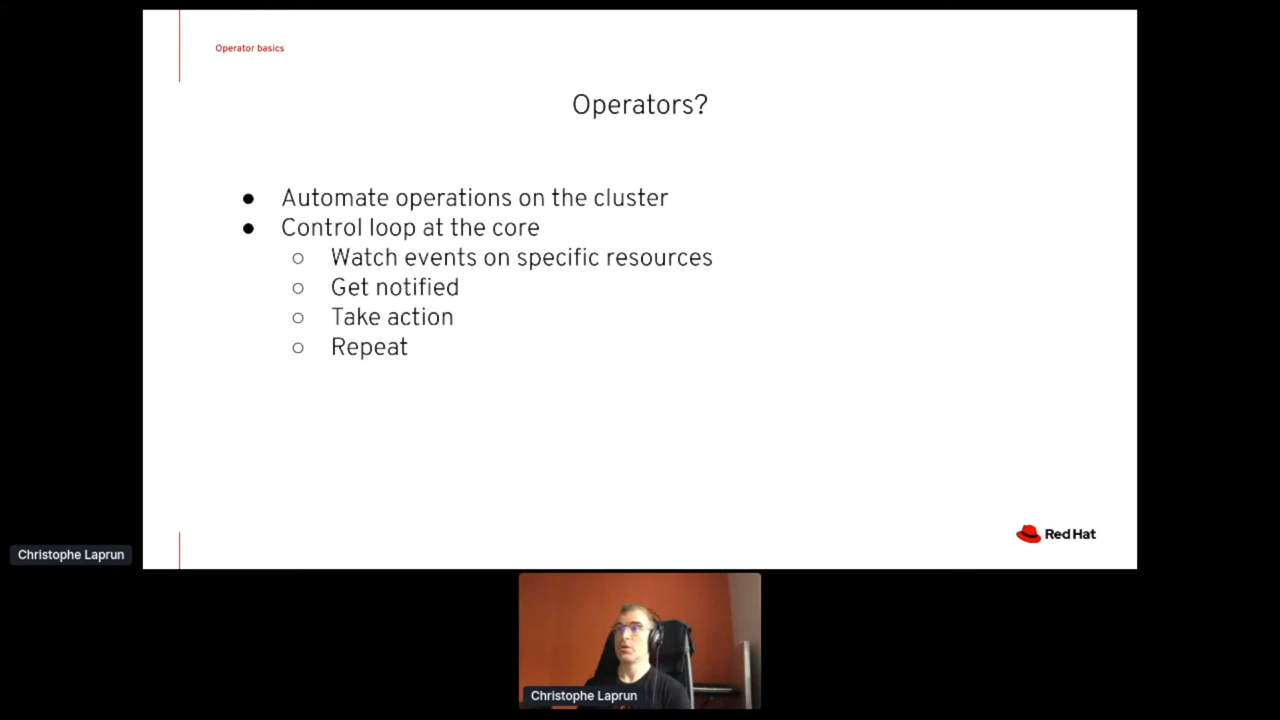 Operator basics
Operators?
● Automate operations on the cluster
● Control loop at the core
○ Watch events on specific resources
○ Get notified
○ Take action
○ Repeat
Red Hat
Christophe Laprun
Christophe Laprun